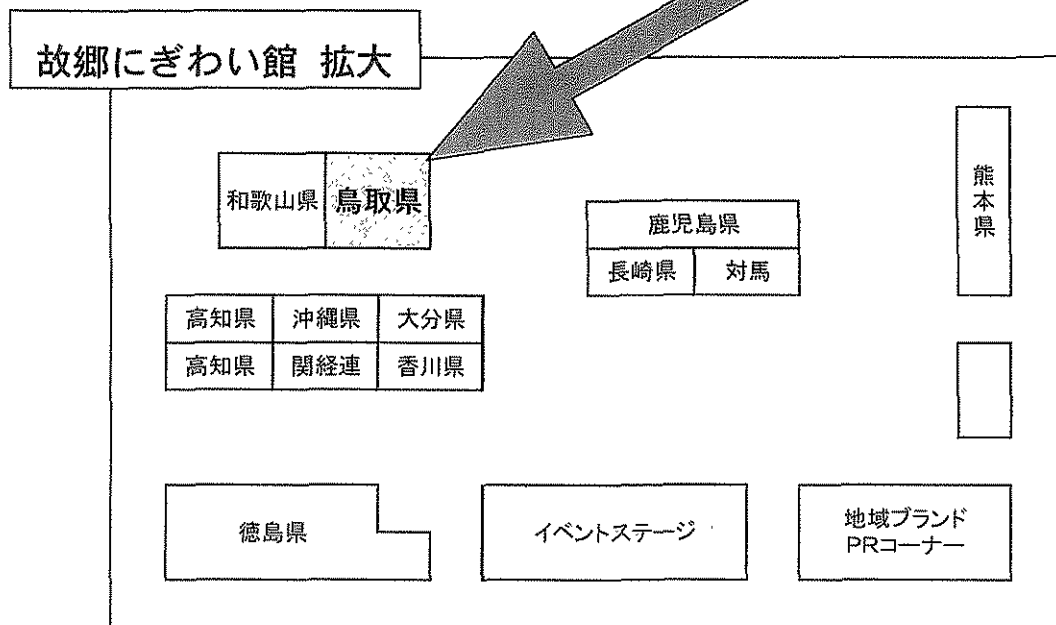 故郷にぎわい館 拡大
和歌山県
鳥取県
鹿児島県
長崎県
対馬
熊本県
高知県
沖縄県
大分県
高知県
関経連
香川県
徳島県
イベントステージ
地域ブランド
PRコーナー